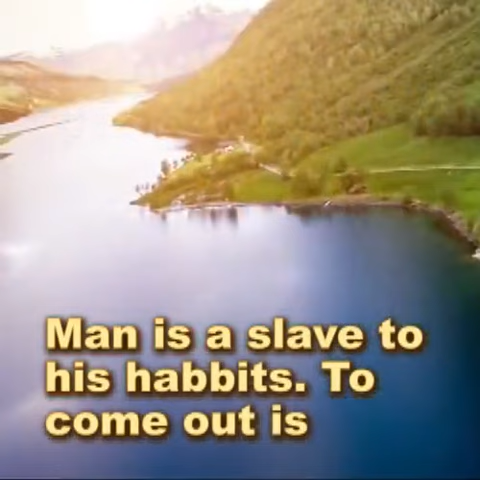 Man is a slave to
his habbits. To
come out is